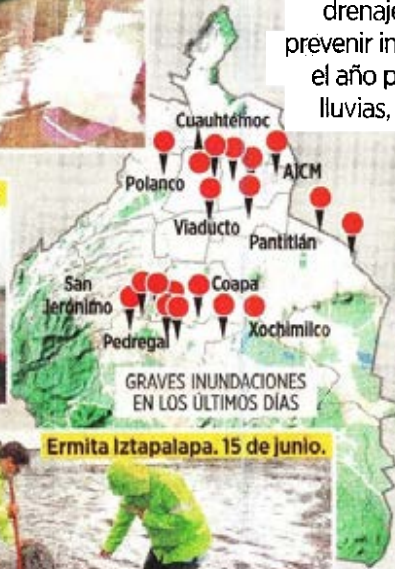 drenaje
prevenir in
el año p
lluvias,
Cuauhtémoc
Polanco
AICM
Viaducto
Pantitlán
San
Jerónimo
Coapa
Pedregal
Xochimilco
GRAVES INUNDACIONES
EN LOS ÚLTIMOS DÍAS
Ermita Iztapalapa. 15 de junio.